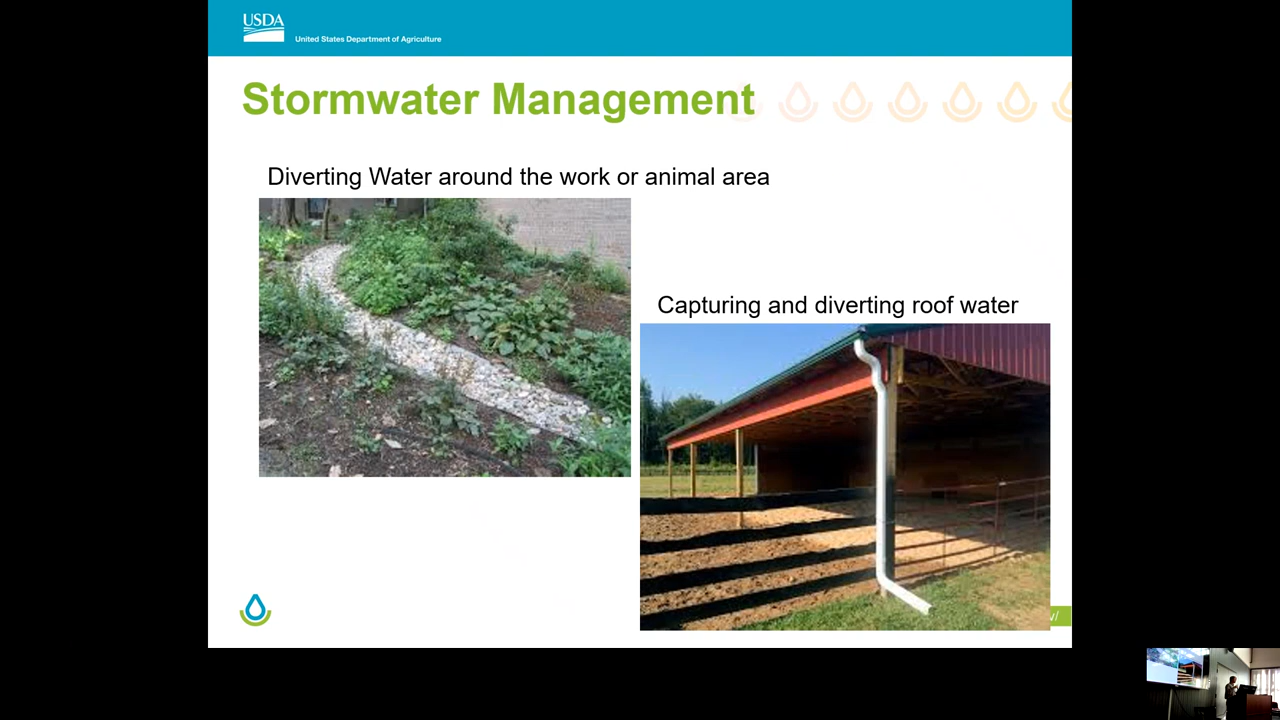 USDA
United States Department of Agriculture
Stormwater Management
Diverting Water around the work or animal area
Capturing and diverting roof water